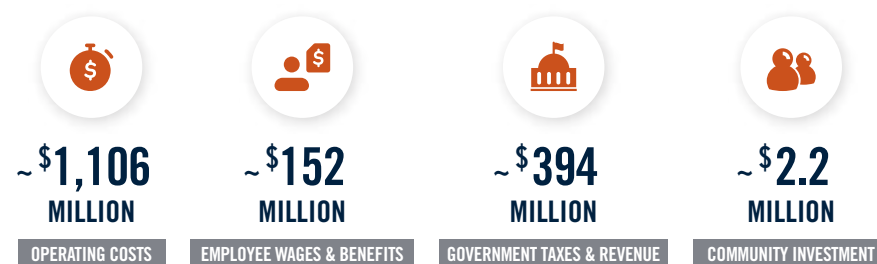 ~$1,106
MILLION
OPERATING COSTS
~$152
MILLION
EMPLOYEE WAGES & BENEFITS
~$394
MILLION
GOVERNMENT TAXES & REVENUE
~$2.2
MILLION
COMMUNITY INVESTMENT